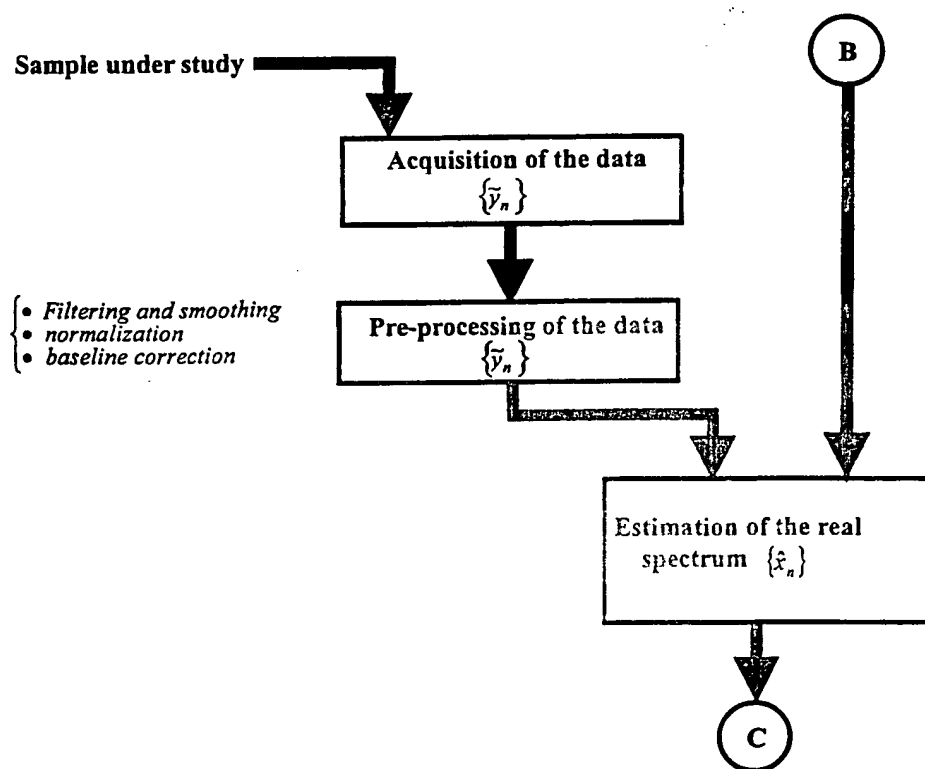 B
Sample under study
Acquisition of the data
{ỹₙ}
• Filtering and smoothing
• normalization
• baseline correction
Pre-processing of the data
{ỹₙ}
Estimation of the real
spectrum {x̂ₙ}
C